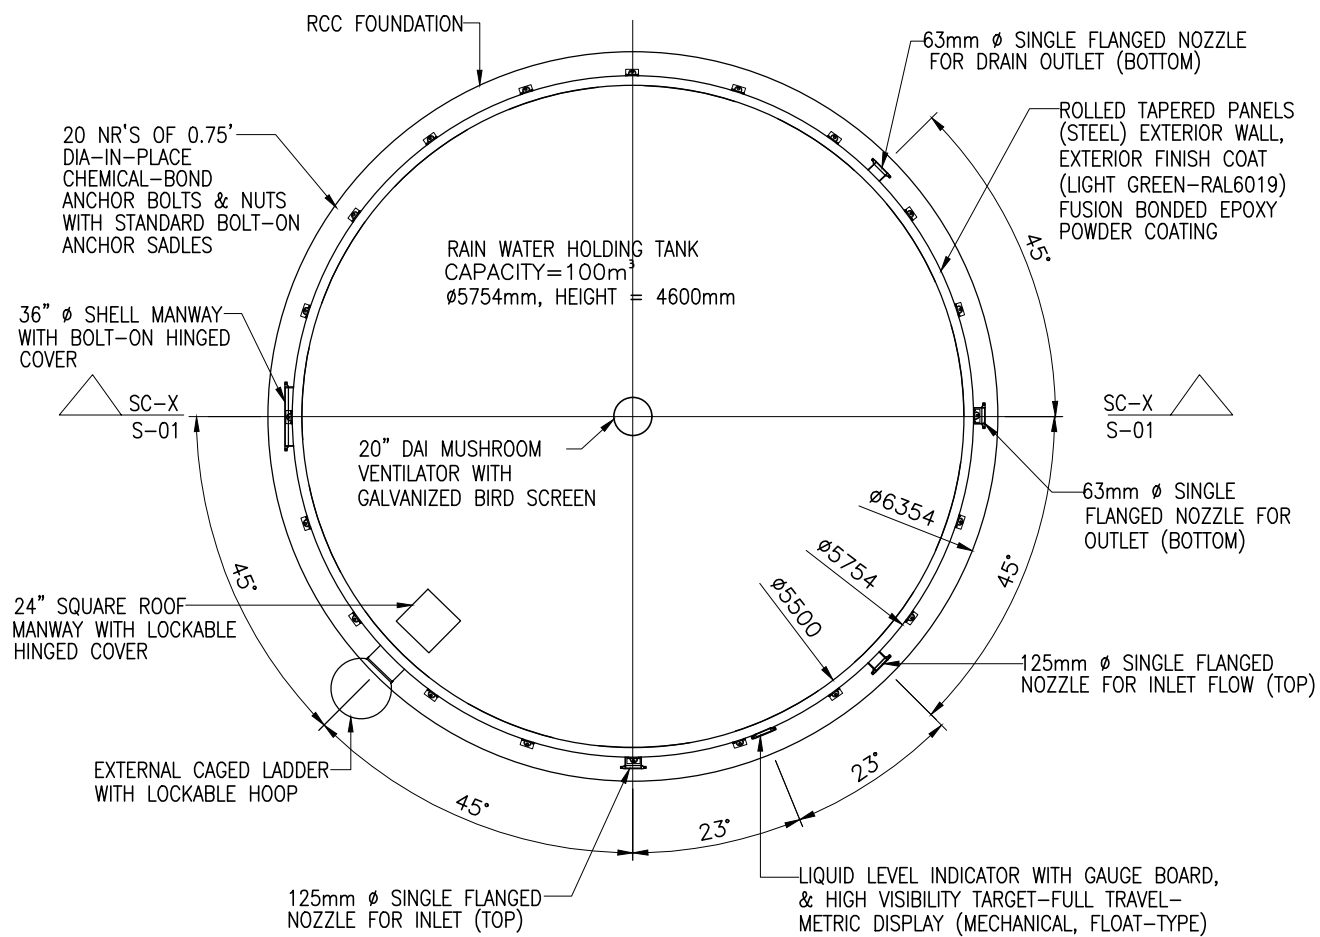 RCC FOUNDATION
63mm ø SINGLE FLANGED NOZZLE
FOR DRAIN OUTLET (BOTTOM)
ROLLED TAPERED PANELS
(STEEL) EXTERIOR WALL,
EXTERIOR FINISH COAT
(LIGHT GREEN-RAL6019)
FUSION BONDED EPOXY
POWDER COATING
20 NR'S OF 0.75'
DIA-IN-PLACE
CHEMICAL-BOND
ANCHOR BOLTS & NUTS
WITH STANDARD BOLT-ON
ANCHOR SADLES
45°
RAIN WATER HOLDING TANK
CAPACITY=100m³
ø5754mm, HEIGHT = 4600mm
36" ø SHELL MANWAY
WITH BOLT-ON HINGED
COVER
SC-X
S-01
SC-X
S-01
20" DAI MUSHROOM
VENTILATOR WITH
GALVANIZED BIRD SCREEN
63mm ø SINGLE
FLANGED NOZZLE FOR
OUTLET (BOTTOM)
ø6354
ø5754
ø5500
45°
45°
24" SQUARE ROOF
MANWAY WITH LOCKABLE
HINGED COVER
125mm ø SINGLE FLANGED
NOZZLE FOR INLET FLOW (TOP)
EXTERNAL CAGED LADDER
WITH LOCKABLE HOOP
45°
23°
23°
125mm ø SINGLE FLANGED
NOZZLE FOR INLET (TOP)
LIQUID LEVEL INDICATOR WITH GAUGE BOARD,
& HIGH VISIBILITY TARGET-FULL TRAVEL-
METRIC DISPLAY (MECHANICAL, FLOAT-TYPE)